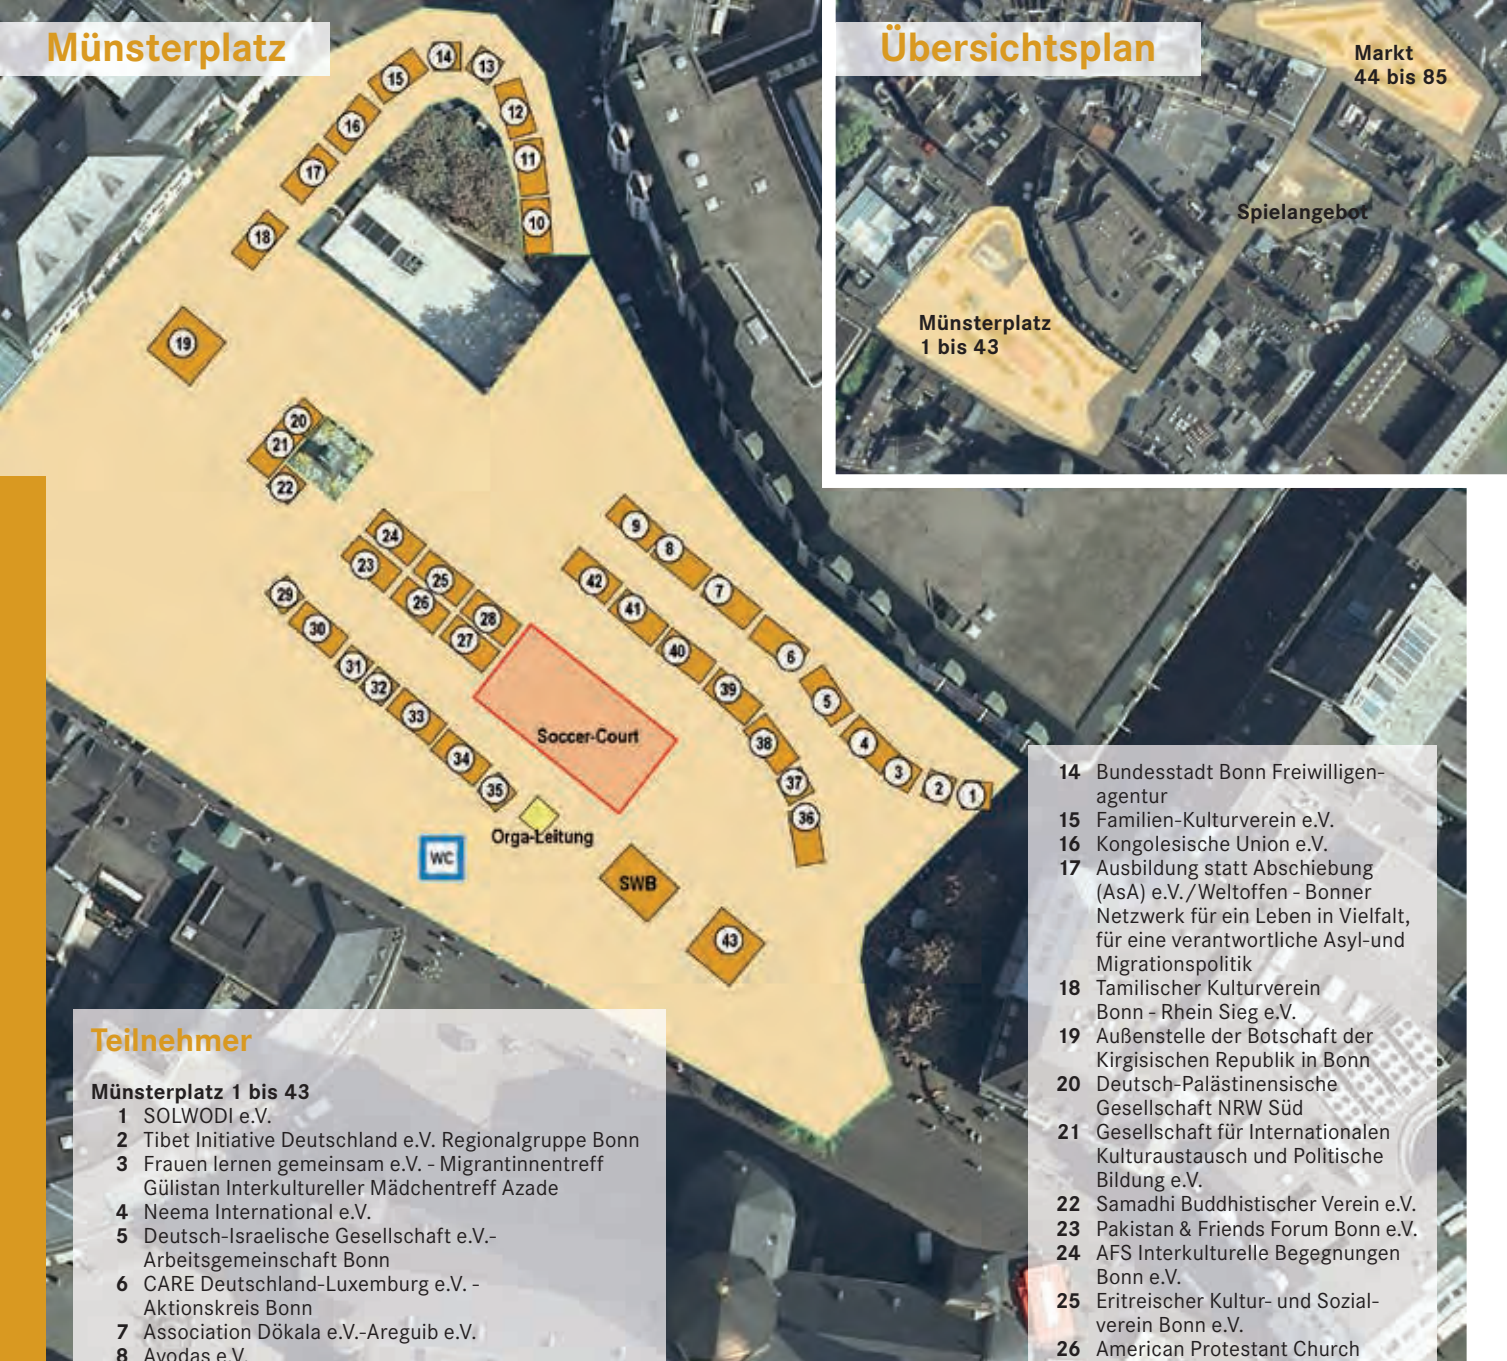 Münsterplatz
14
13
15
12
16
11
17
10
18
19
20
21
22
9
24
8
23
42
25
7
29
26
41
28
30
27
40
6
31
32
39
5
33
Soccer-Court
38
4
34
3
37
35
2
1
36
Orga-Leitung
WC
SWB
43
Übersichtsplan
Markt
44 bis 85
Spielangebot
Münsterplatz
1 bis 43
Teilnehmer
Münsterplatz 1 bis 43
1 SOLWODI e.V.
2 Tibet Initiative Deutschland e.V. Regionalgruppe Bonn
3 Frauen lernen gemeinsam e.V. - Migrantinnentreff
Gülistan Interkultureller Mädchentreff Azade
4 Neema International e.V.
5 Deutsch-Israelische Gesellschaft e.V.-
Arbeitsgemeinschaft Bonn
6 CARE Deutschland-Luxemburg e.V. -
Aktionskreis Bonn
7 Association Dökala e.V.-Areguib e.V.
8 Avodas e.V.
14 Bundesstadt Bonn Freiwilligen-
agentur
15 Familien-Kulturverein e.V.
16 Kongolesische Union e.V.
17 Ausbildung statt Abschiebung
(AsA) e.V./Weltoffen - Bonner
Netzwerk für ein Leben in Vielfalt,
für eine verantwortliche Asyl-und
Migrationspolitik
18 Tamilischer Kulturverein
Bonn - Rhein Sieg e.V.
19 Außenstelle der Botschaft der
Kirgisischen Republik in Bonn
20 Deutsch-Palästinensische
Gesellschaft NRW Süd
21 Gesellschaft für Internationalen
Kulturaustausch und Politische
Bildung e.V.
22 Samadhi Buddhistischer Verein e.V.
23 Pakistan & Friends Forum Bonn e.V.
24 AFS Interkulturelle Begegnungen
Bonn e.V.
25 Eritreischer Kultur- und Sozial-
verein Bonn e.V.
26 American Protestant Church